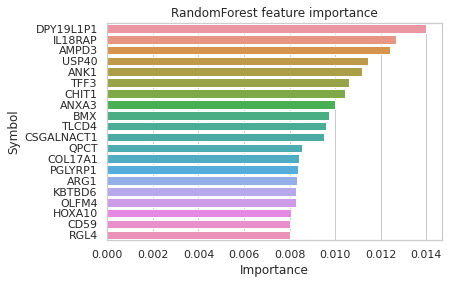 RandomForest feature importance
DPY19L1P1
IL18RAP
AMPD3
USP40
ANK1
TFF3
CHIT1
ANXA3
BMX
TLCD4
CSGALNACT1
QPCT
COL17A1
PGLYRP1
ARG1
KBTBD6
OLFM4
HOXA10
CD59
RGL4
Symbol
0.000 0.002 0.004 0.006 0.008 0.010 0.012 0.014
Importance